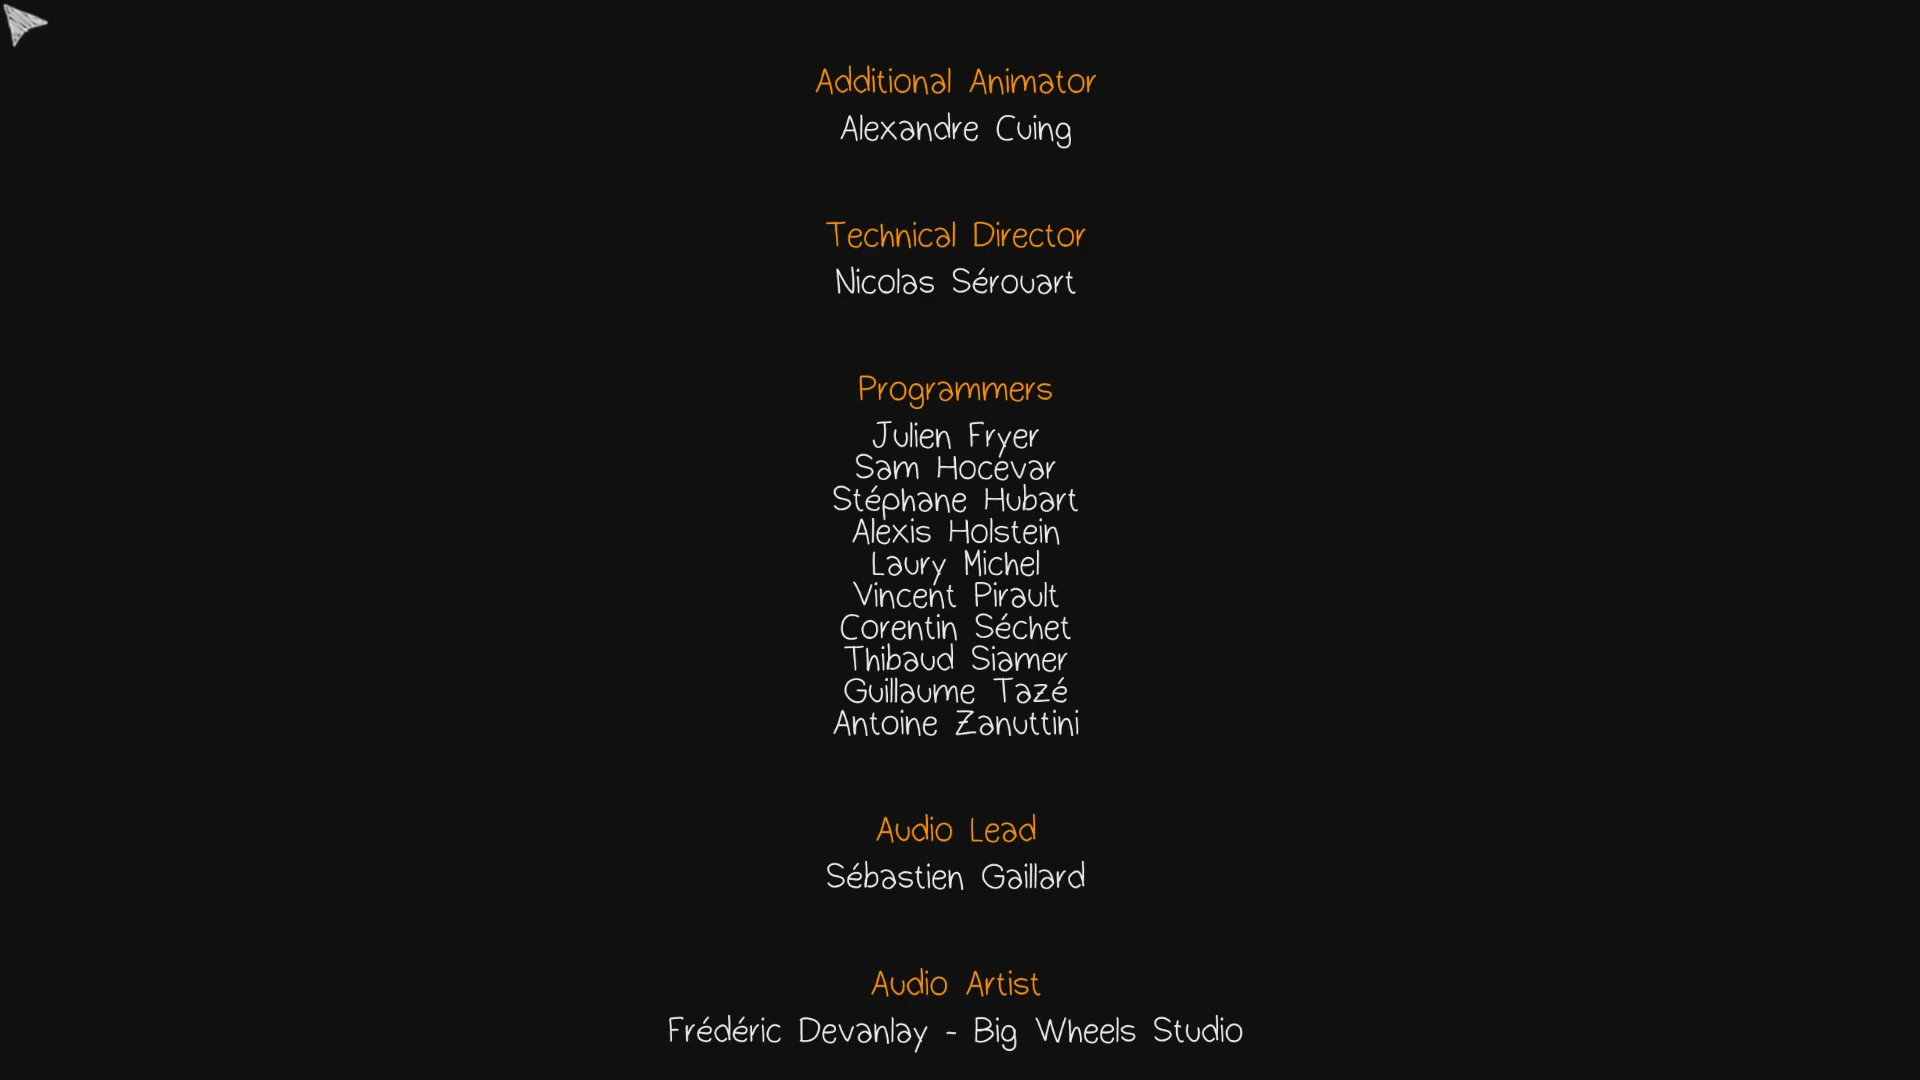 Additional Animator
Alexandre Cuing
Technical Director
Nicolas Sérouart
Programmers
Julien Fryer
Sam Hocevar
Stéphane Hubart
Alexis Holstein
Laury Michel
Vincent Pirault
Corentin Séchet
Thibaud Siamer
Guillaume Tazé
Antoine Zanuttini
Audio Lead
Sébastien Gaillard
Audio Artist
Frédéric Devanlay - Big Wheels Studio